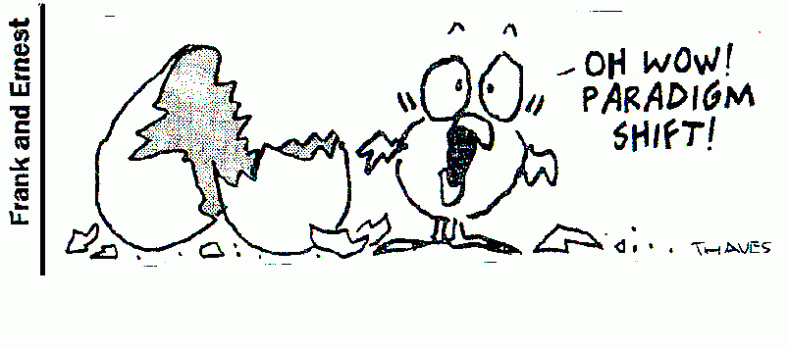 Frank and Ernest
OH WOW!
PARADIGM
SHIFT!
THAVES